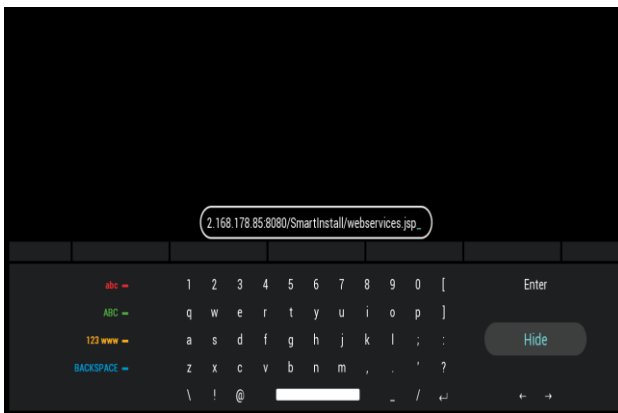 2.168.178.85:8080/SmartInstall/webservices.jsp_
abc 1 2 3 4 5 6 7 8 9 0 [ Enter
ABC q w e r t y u i o p ]
123 www a s d f g h j k l ; : Hide
BACKSPACE z x c v b n m , . ' ?
\ ! @ _ / ↵ ← →